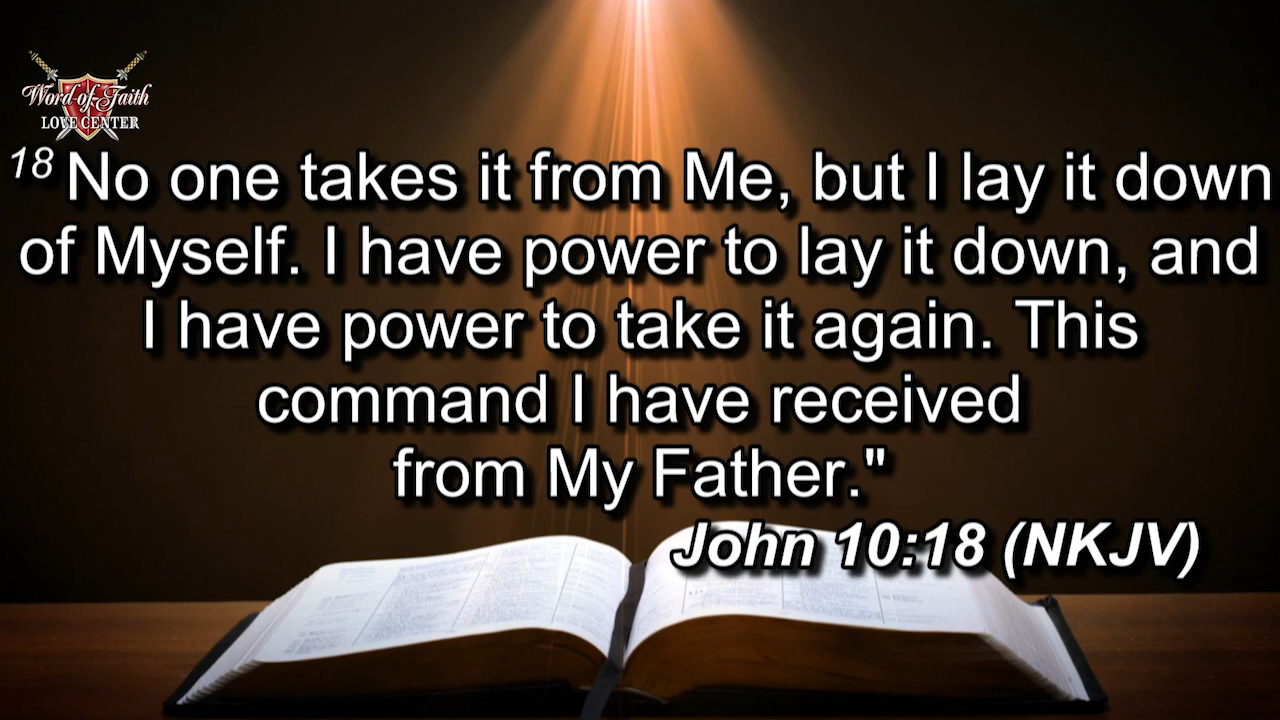 Word of Faith
LOVE CENTER
18 No one takes it from Me, but I lay it down
of Myself. I have power to lay it down, and
I have power to take it again. This
command I have received
from My Father."
John 10:18 (NKJV)